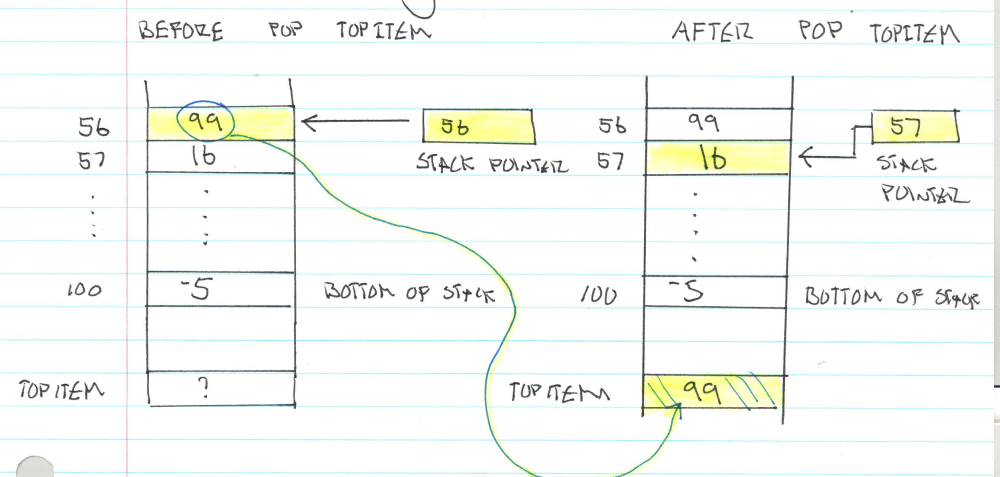 BEFORE POP TOPITEM
AFTER POP TOPITEM
56 99 56
57 16 STACK POINTER
100 -5 BOTTOM OF STACK
TOPITEM ?
56 99 57
57 16 STACK
POINTER
100 -5 BOTTOM OF STACK
TOPITEM 99